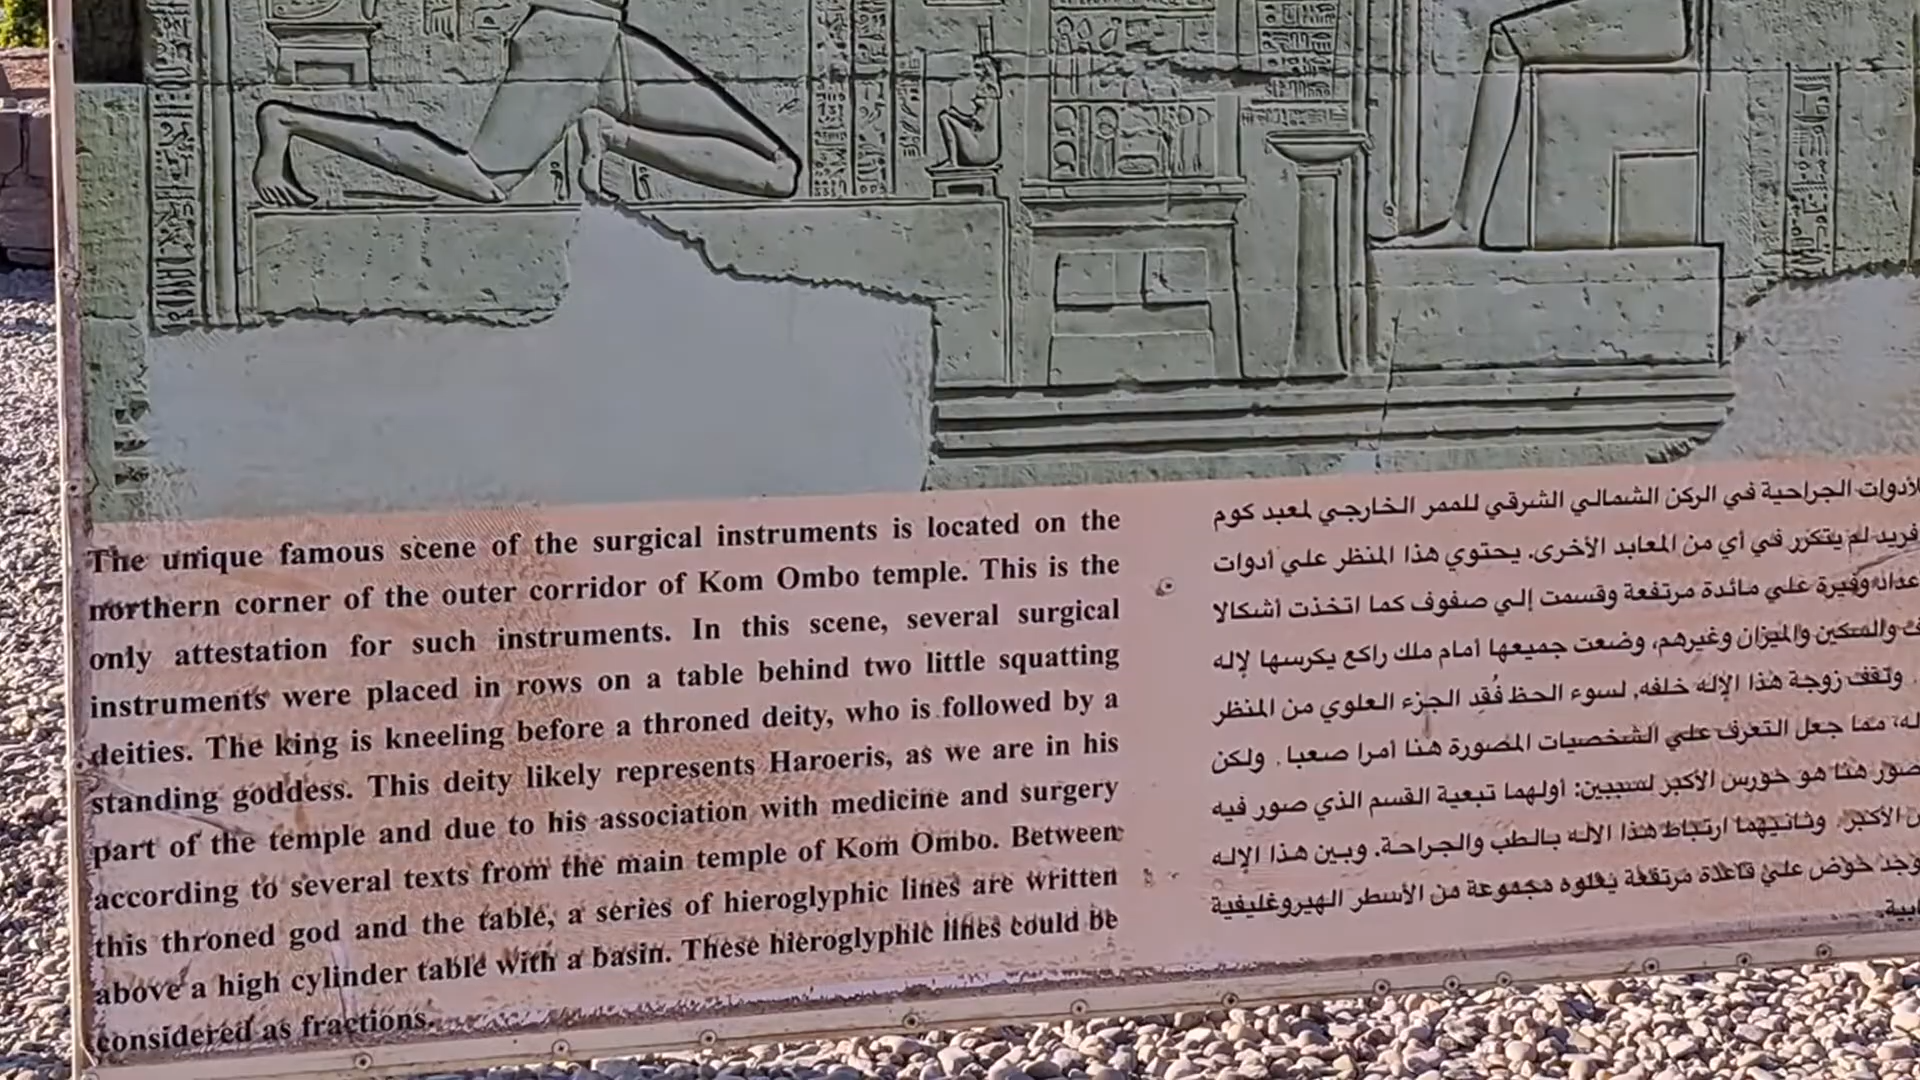 The unique famous scene of the surgical instruments is located on the
northern corner of the outer corridor of Kom Ombo temple. This is the
only attestation for such instruments. In this scene, several surgical
instruments were placed in rows on a table behind two little squatting
deities. The king is kneeling before a throned deity, who is followed by a
standing goddess. This deity likely represents Haroeris, as we are in his
part of the temple and due to his association with medicine and surgery
according to several texts from the main temple of Kom Ombo. Between
this throned god and the table, a series of hieroglyphic lines are written
above a high cylinder table with a basin. These hieroglyphic lines could be
considered as fractions.
الجراحية في الركن الشمالي الشرقي للممر الخارجي لمعبد كوم
فريد لم يتكرر في أي من المعابد الأخرى. يحتوي هذا المنظر علي أدوات
وفيرة علي مائدة مرتفعة وقسمت إلي صفوف كما اتخذت أشكالا
والسكين والميزان وغيرهم، وضعت جميعها أمام ملك راكع يكرسها لإله
. وتقف زوجة هذا الإله خلفه, لسوء الحظ فُقِد الجزء العلوي من المنظر
مما جعل التعرف علي الشخصيات المصورة هنا أمرا صعبا. ولكن
هنا هو حورس الأكبر لسببين: أولهما تبعية القسم الذي صور فيه
الأكبر. وثانيهما ارتباط هذا الاله بالطب والجراحة. وبين هذا الإله
حوض علي قاعدة مرتفعة يعلوه مجموعة من الأسطر الهيروغليفية